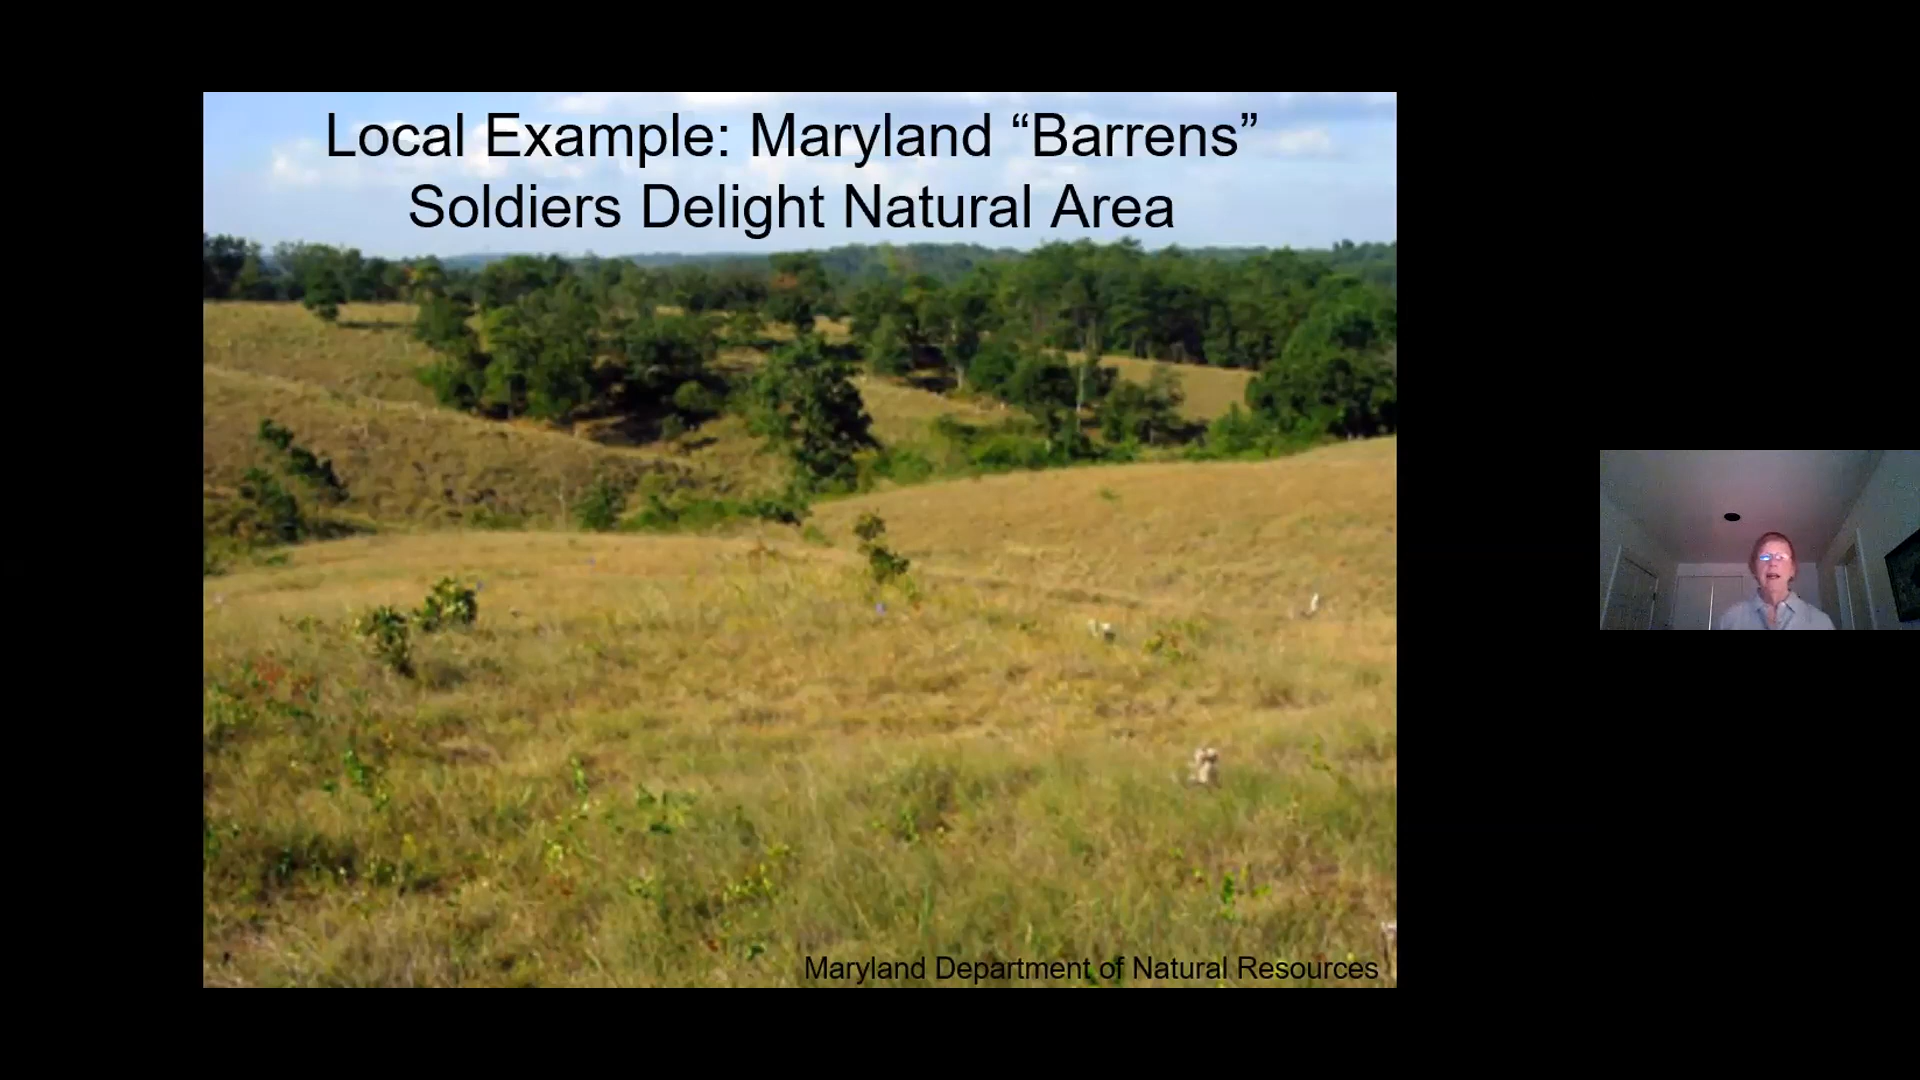 Local Example: Maryland “Barrens”
Soldiers Delight Natural Area
Maryland Department of Natural Resources